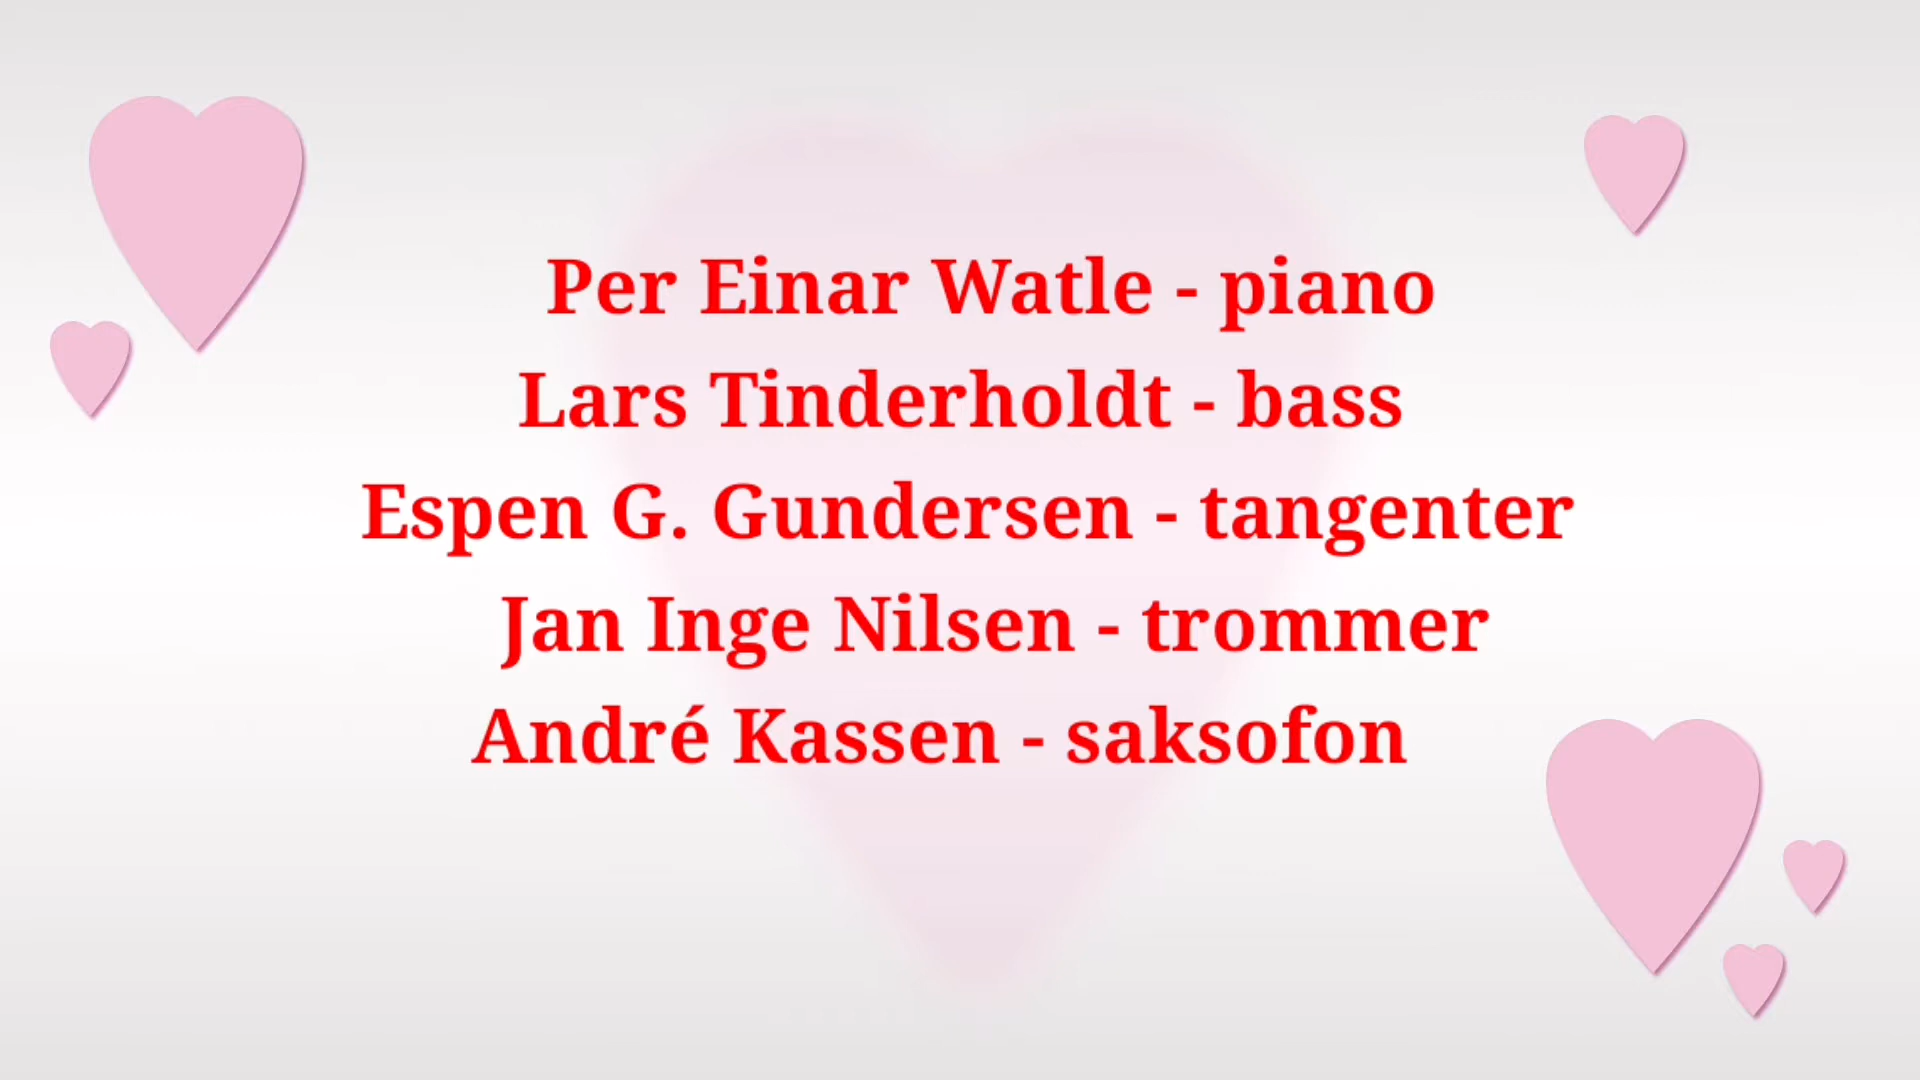 Per Einar Watle - piano
Lars Tinderholdt - bass
Espen G. Gundersen - tangenter
Jan Inge Nilsen - trommer
André Kassen - saksofon